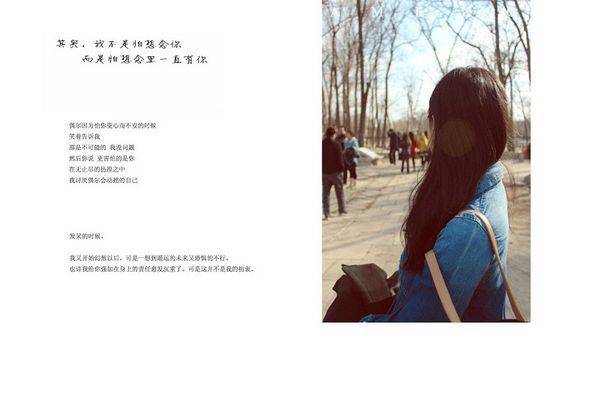 其实，我不是怕想念你
而是怕想念里一直有你
偶尔因为怕你变心而不安的时候
笑着告诉我
那是不可能的 我没问题
然后你说 更害怕的是你
在无止尽的彷徨之中
我讨厌偶尔会动摇的自己
发呆的时候。
我又开始幻想以后。可是一想到遥远的未来又恐惧的不行。
也许我给你强加在身上的责任愈发沉重了。可是这并不是我的初衷。